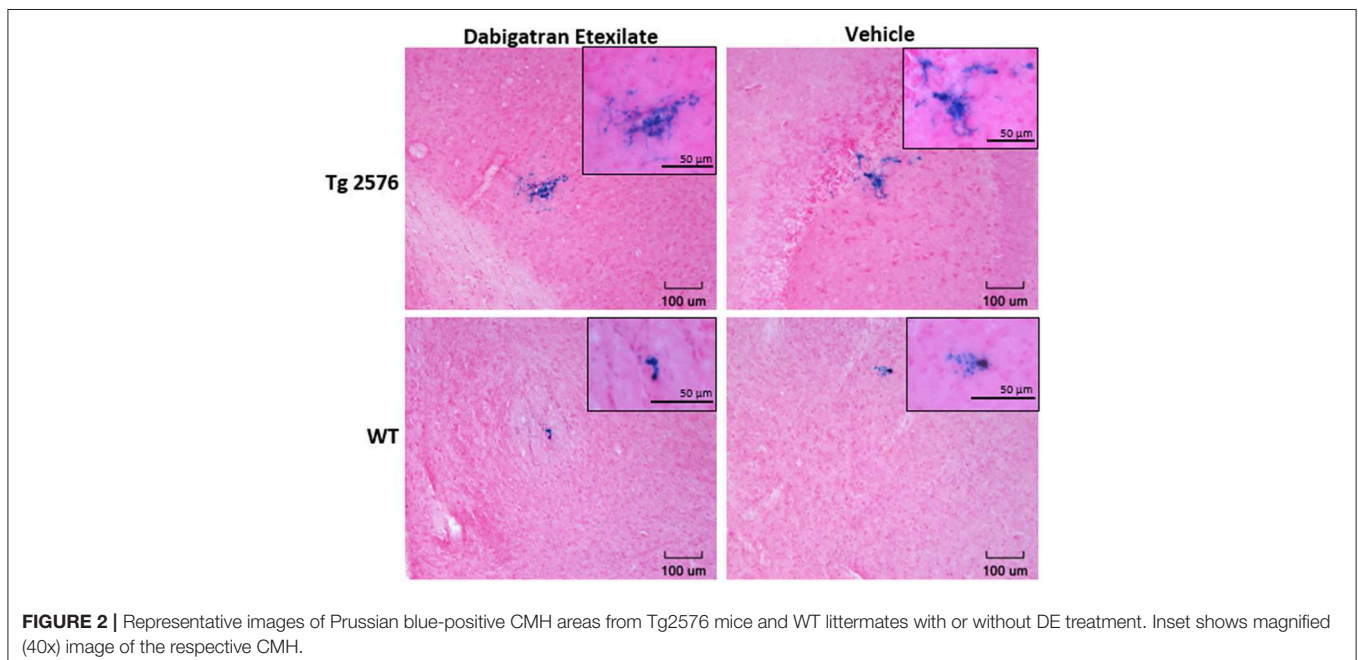 Dabigatran Etexilate
Vehicle
50 µm
50 µm
Tg 2576
100 um
100 um
50 µm
50 µm
WT
100 um
100 um
FIGURE 2 | Representative images of Prussian blue-positive CMH areas from Tg2576 mice and WT littermates with or without DE treatment. Inset shows magnified
(40x) image of the respective CMH.